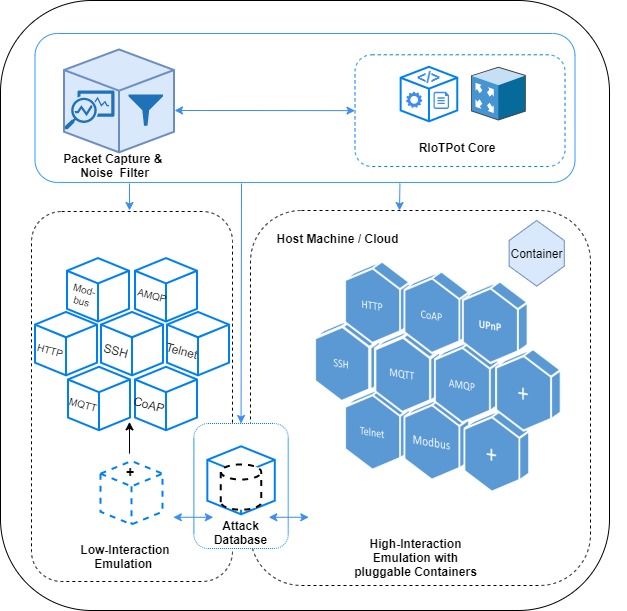 </>
Packet Capture &
Noise Filter
RIoTPot Core
Host Machine / Cloud
Container
Mod-
bus
AMQP
HTTP
SSH
Telnet
MQTT
CoAP
+
HTTP
CoAP
UPnP
SSH
MQTT
AMQP
+
Telnet
Modbus
+
Attack
Database
Low-Interaction
Emulation
High-Interaction
Emulation with
pluggable Containers